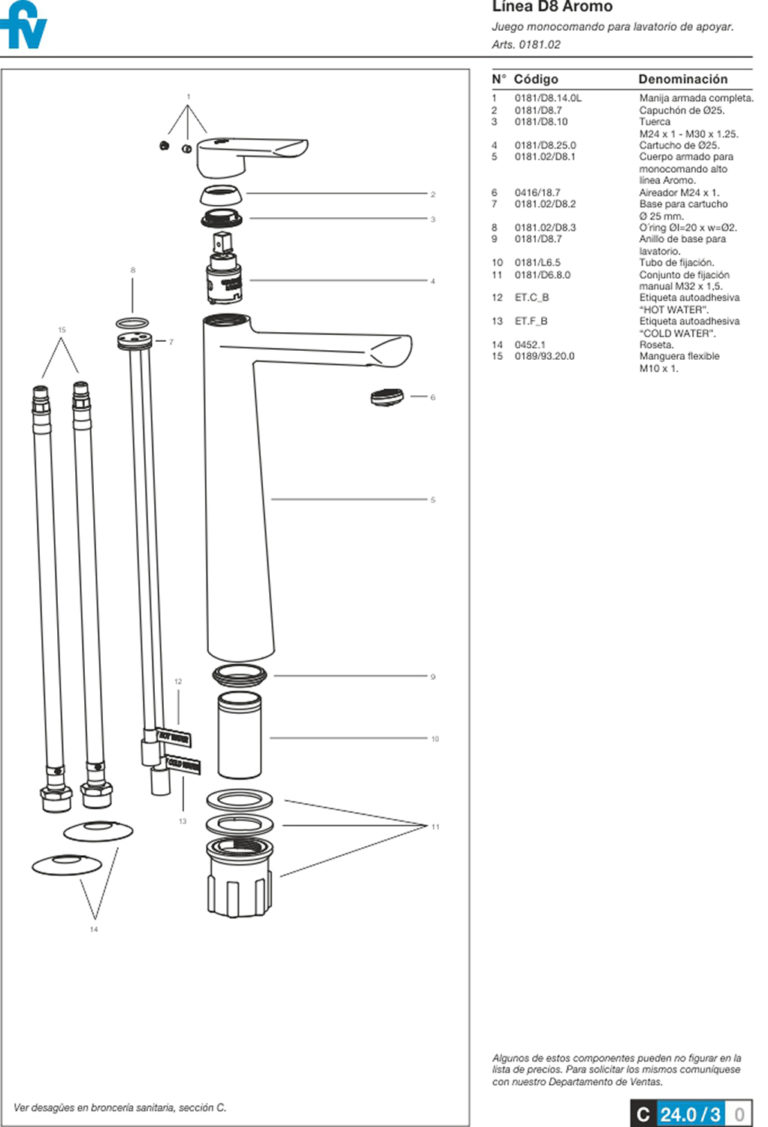 fv
Línea D8 Aromo
Juego monocomando para lavatorio de apoyar.
Arts. 0181.02
N° Código Denominación
1 0181/D8.14.0L Manija armada completa.
2 0181/D8.7 Capuchón de Ø25.
3 0181/D8.10 Tuerca
M24 x 1 - M30 x 1.25.
4 0181/D8.25.0 Cartucho de Ø25.
5 0181.02/D8.1 Cuerpo armado para
monocomando alto
línea Aromo.
6 0416/18.7 Aireador M24 x 1.
7 0181.02/D8.2 Base para cartucho
Ø 25 mm.
8 0181.02/D8.3 O´ring ØI=20 x w=Ø2.
9 0181/D8.7 Anillo de base para
lavatorio.
10 0181/L6.5 Tubo de fijación.
11 0181/D6.8.0 Conjunto de fijación
manual M32 x 1,5.
12 ET.C_B Etiqueta autoadhesiva
“HOT WATER”.
13 ET.F_B Etiqueta autoadhesiva
“COLD WATER”.
14 0452.1 Roseta.
15 0189/93.20.0 Manguera flexible
M10 x 1.
1
2
3
8
4
15
7
6
5
12
9
HOT WATER
10
COLD WATER
13
11
14
Ver desagües en broncería sanitaria, sección C.
Algunos de estos componentes pueden no figurar en la
lista de precios. Para solicitar los mismos comuníquese
con nuestro Departamento de Ventas.
C 24.0 / 3 0